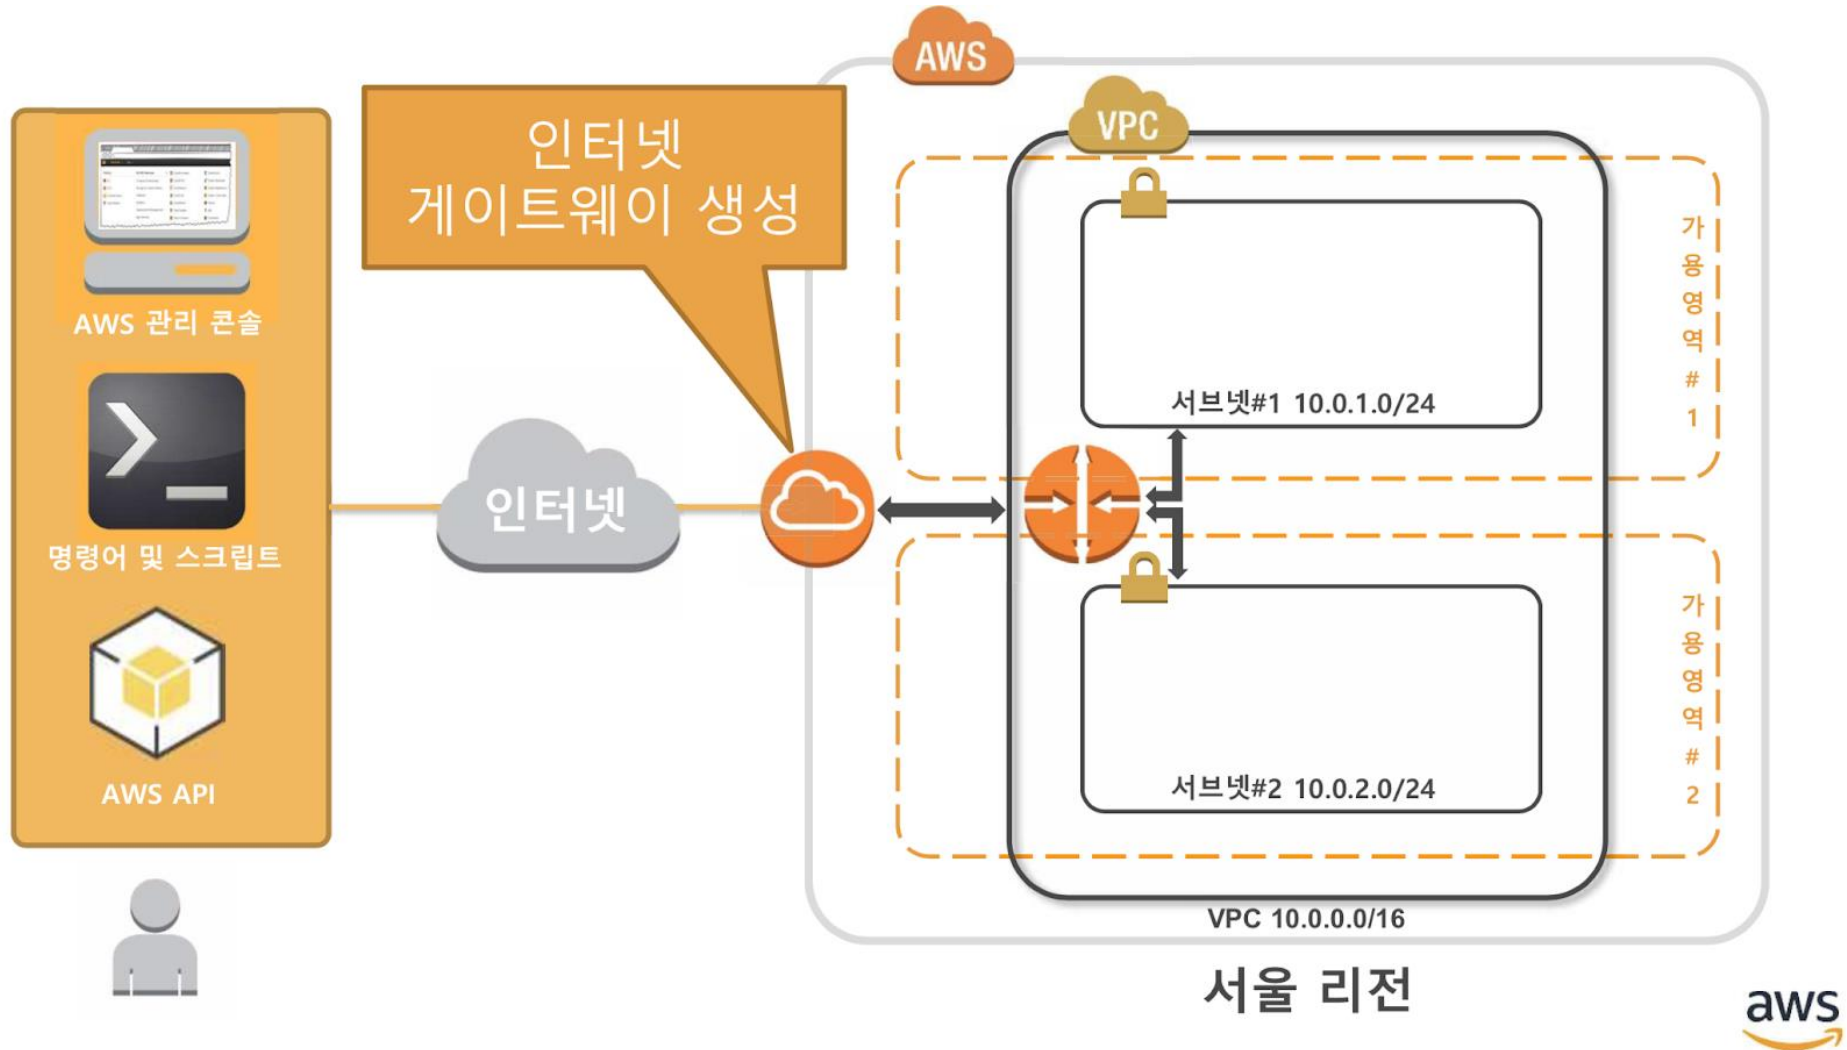 AWS
VPC
인터넷
게이트웨이 생성
AWS 관리 콘솔
명령어 및 스크립트
AWS API
인터넷
서브넷#1 10.0.1.0/24
가용영역#1
서브넷#2 10.0.2.0/24
가용영역#2
VPC 10.0.0.0/16
서울 리전
aws